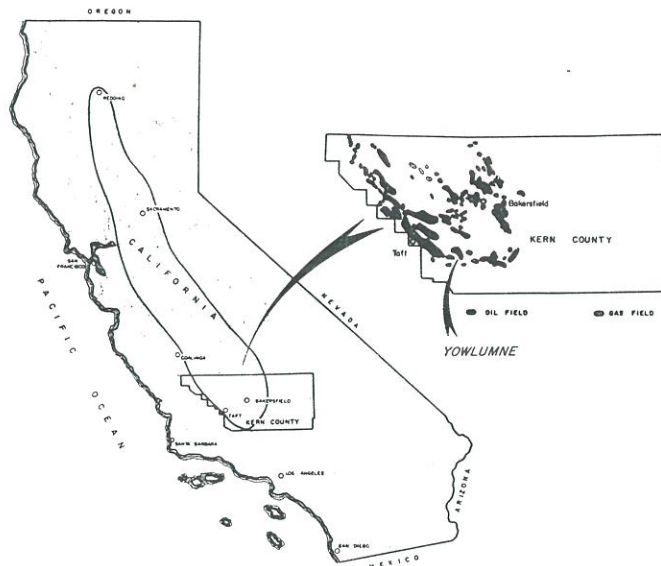 OREGON
REDDING
SACRAMENTO
CALIFORNIA
SAN
FRANCISCO
PACIFIC OCEAN
NEVADA
COALINGA
BAKERSFIELD
TAFT
KERN COUNTY
SANTA BARBARA
LOS ANGELES
SAN DIEGO
MEXICO
ARIZONA
Bakersfield
KERN COUNTY
Taft
OIL FIELD
GAS FIELD
YOWLUMNE